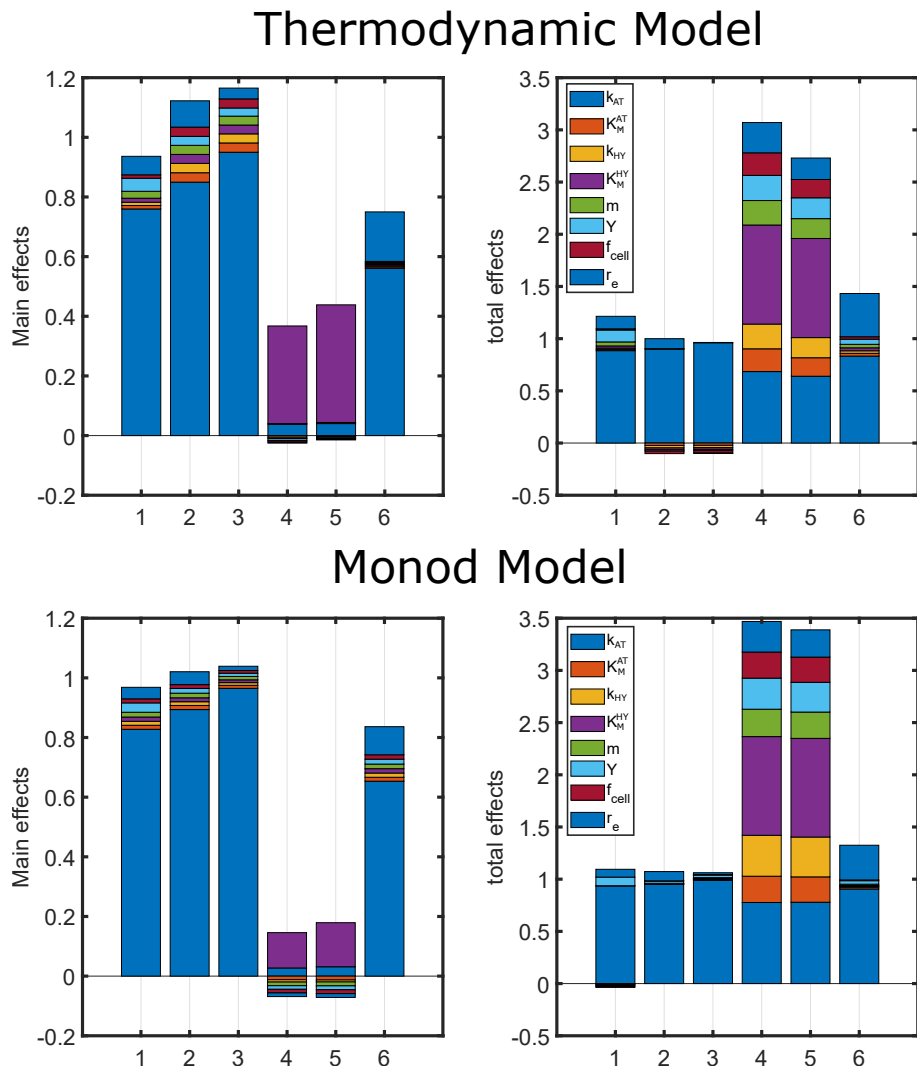 Thermodynamic Model
Main effects
1.2
1
0.8
0.6
0.4
0.2
0
-0.2
1 2 3 4 5 6
total effects
3.5
3
2.5
2
1.5
1
0.5
0
-0.5
k_AT
K_M^AT
k_HY
K_M^HY
m
Y
f_cell
r_e
1 2 3 4 5 6
Monod Model
Main effects
1.2
1
0.8
0.6
0.4
0.2
0
-0.2
1 2 3 4 5 6
total effects
3.5
3
2.5
2
1.5
1
0.5
0
-0.5
k_AT
K_M^AT
k_HY
K_M^HY
m
Y
f_cell
r_e
1 2 3 4 5 6